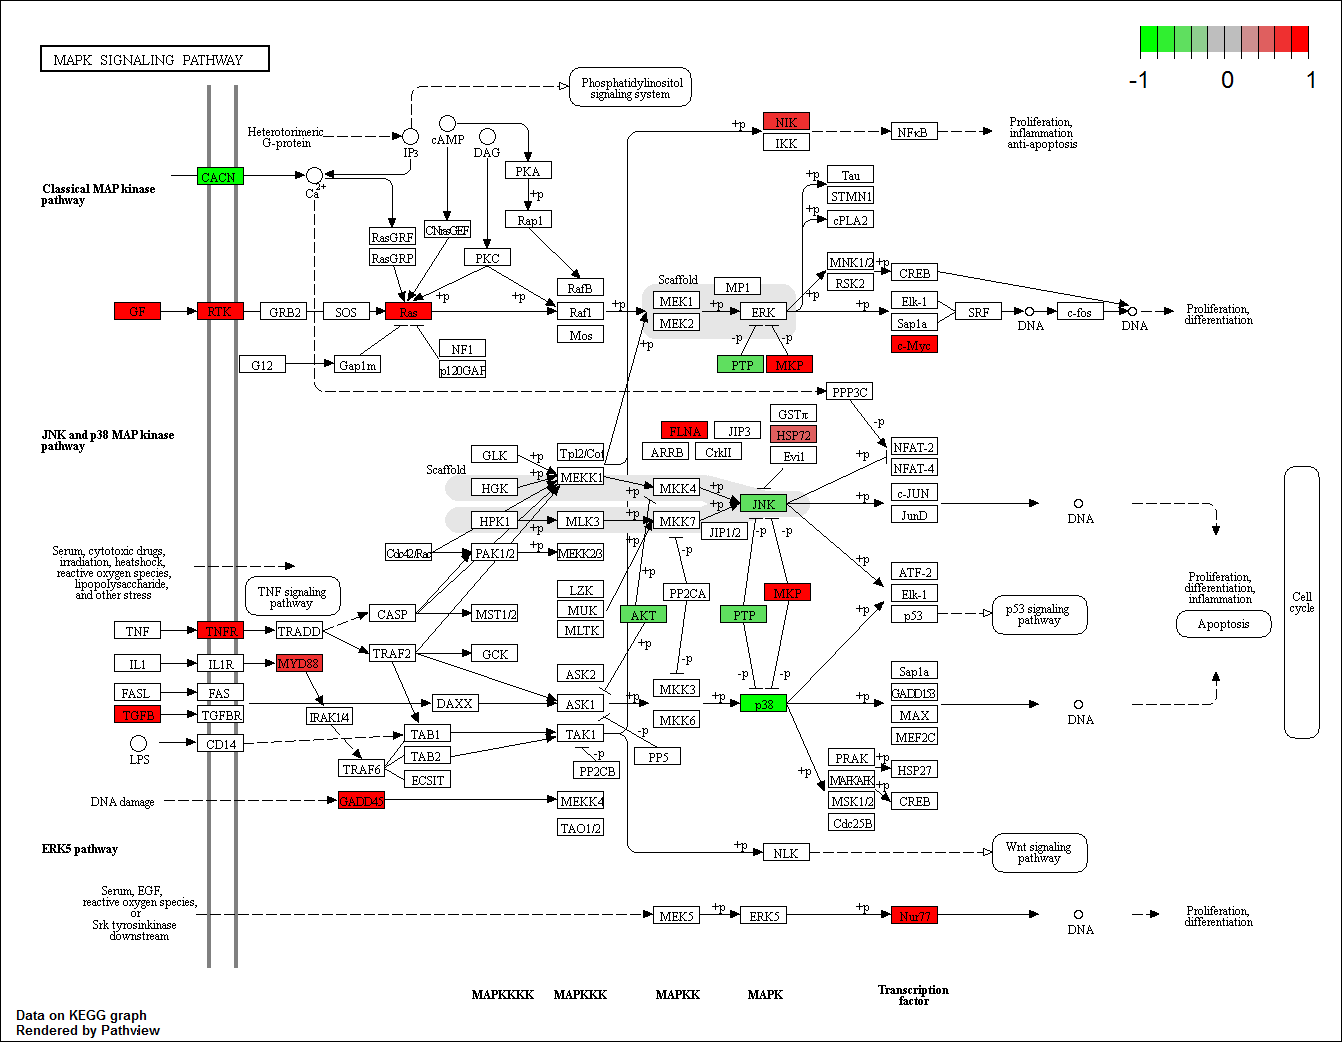 MAPK SIGNALING PATHWAY
-1 0 1
Phosphatidylinositol
signaling system
Heterotorimeric
G-protein
IP3
cAMP
DAG
+p
NIK
IKK
NFκB
Proliferation,
inflammation
anti-apoptosis
Classical MAP kinase
pathway
CACN
Ca2+
PKA
+p
Rap1
RasGRF
RasGRP
CNrasGEF
PKC
+p
Tau
STMN1
+p
cPLA2
RafB
Scaffold
MP1
MNK1/2
RSK2
+p
CREB
GF
RTK
GRB2
SOS
Ras
+p
+p
Raf1
Mos
+p
MEK1
MEK2
+p
ERK
+p
+p
Elk-1
Sap1a
c-Myc
SRF
DNA
c-fos
DNA
Proliferation,
differentiation
G12
Gap1m
NF1
p120GAP
+p
-p
-p
PTP
MKP
PPP3C
-p
JNK and p38 MAP kinase
pathway
Scaffold
GLK
HGK
HPK1
+p
+p
+p
Tpl2/Cot
MEKK1
MLK3
FLNA
JIP3
ARRB
CrkII
GSTπ
HSP72
Evi1
MKK4
MKK7
+p
+p
+p
+p
+p
JNK
JIP1/2
+p
+p
NFAT-2
NFAT-4
c-JUN
JunD
DNA
Cdc42/Rac
PAK1/2
+p
MEKK2/3
-p
-p
-p
+p
Serum, cytotoxic drugs,
irradiation, heatshock,
reactive oxygen species,
lipopolysaccharide,
and other stress
TNF signaling
pathway
CASP
MST1/2
LZK
MUK
MLTK
+p
AKT
+p
PP2CA
PTP
MKP
ATF-2
Elk-1
p53
p53 signaling
pathway
Proliferation,
differentiation,
inflammation
Apoptosis
Cell
cycle
TNF
TNFR
TRADD
TRAF2
GCK
IL1
IL1R
MYD88
ASK2
-p
-p
-p
+p
FASL
FAS
TGFB
TGFBR
IRAK1/4
DAXX
ASK1
+p
MKK3
MKK6
+p
p38
+p
Sap1a
GADD153
MAX
MEF2C
DNA
LPS
CD14
TAB1
TAB2
ECSIT
TRAF6
TAK1
-p
-p
PP2CB
PP5
+p
PRAK
MAPKAPK
MSK1/2
Cdc25B
+p
+p
HSP27
CREB
DNA damage
GADD45
MEKK4
TAO1/2
ERK5 pathway
+p
NLK
Wnt signaling
pathway
Serum, EGF,
reactive oxygen species,
or
Srk tyrosinkinase
downstream
MEK5
+p
ERK5
+p
Nur77
DNA
Proliferation,
differentiation
MAPKKKK
MAPKKK
MAPKK
MAPK
Transcription
factor
Data on KEGG graph
Rendered by Pathview